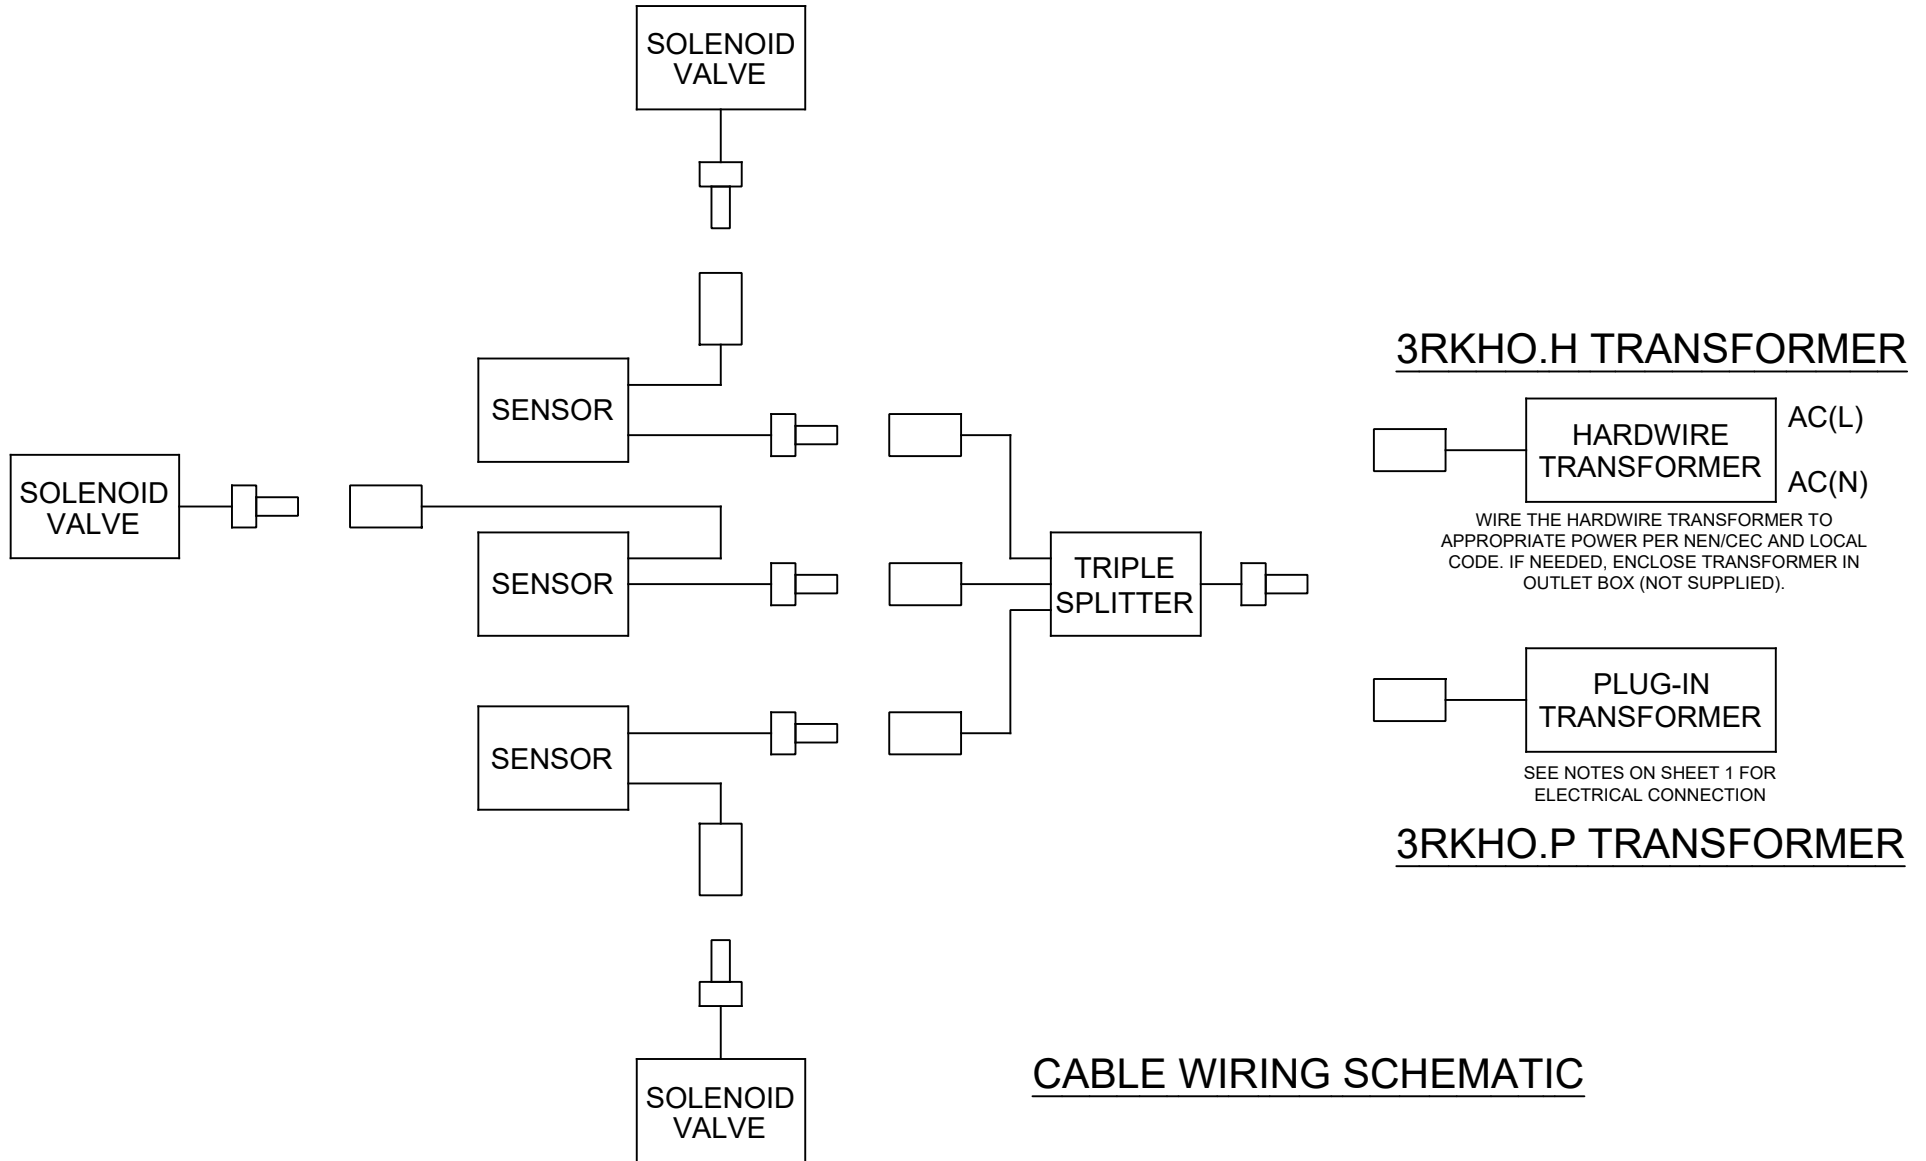 SOLENOID
VALVE
3RKHO.H TRANSFORMER
SENSOR
AC(L)
HARDWIRE
TRANSFORMER
AC(N)
SOLENOID
VALVE
WIRE THE HARDWIRE TRANSFORMER TO
APPROPRIATE POWER PER NEN/CEC AND LOCAL
CODE. IF NEEDED, ENCLOSE TRANSFORMER IN
OUTLET BOX (NOT SUPPLIED).
SENSOR
TRIPLE
SPLITTER
PLUG-IN
TRANSFORMER
SENSOR
SEE NOTES ON SHEET 1 FOR
ELECTRICAL CONNECTION
3RKHO.P TRANSFORMER
CABLE WIRING SCHEMATIC
SOLENOID
VALVE